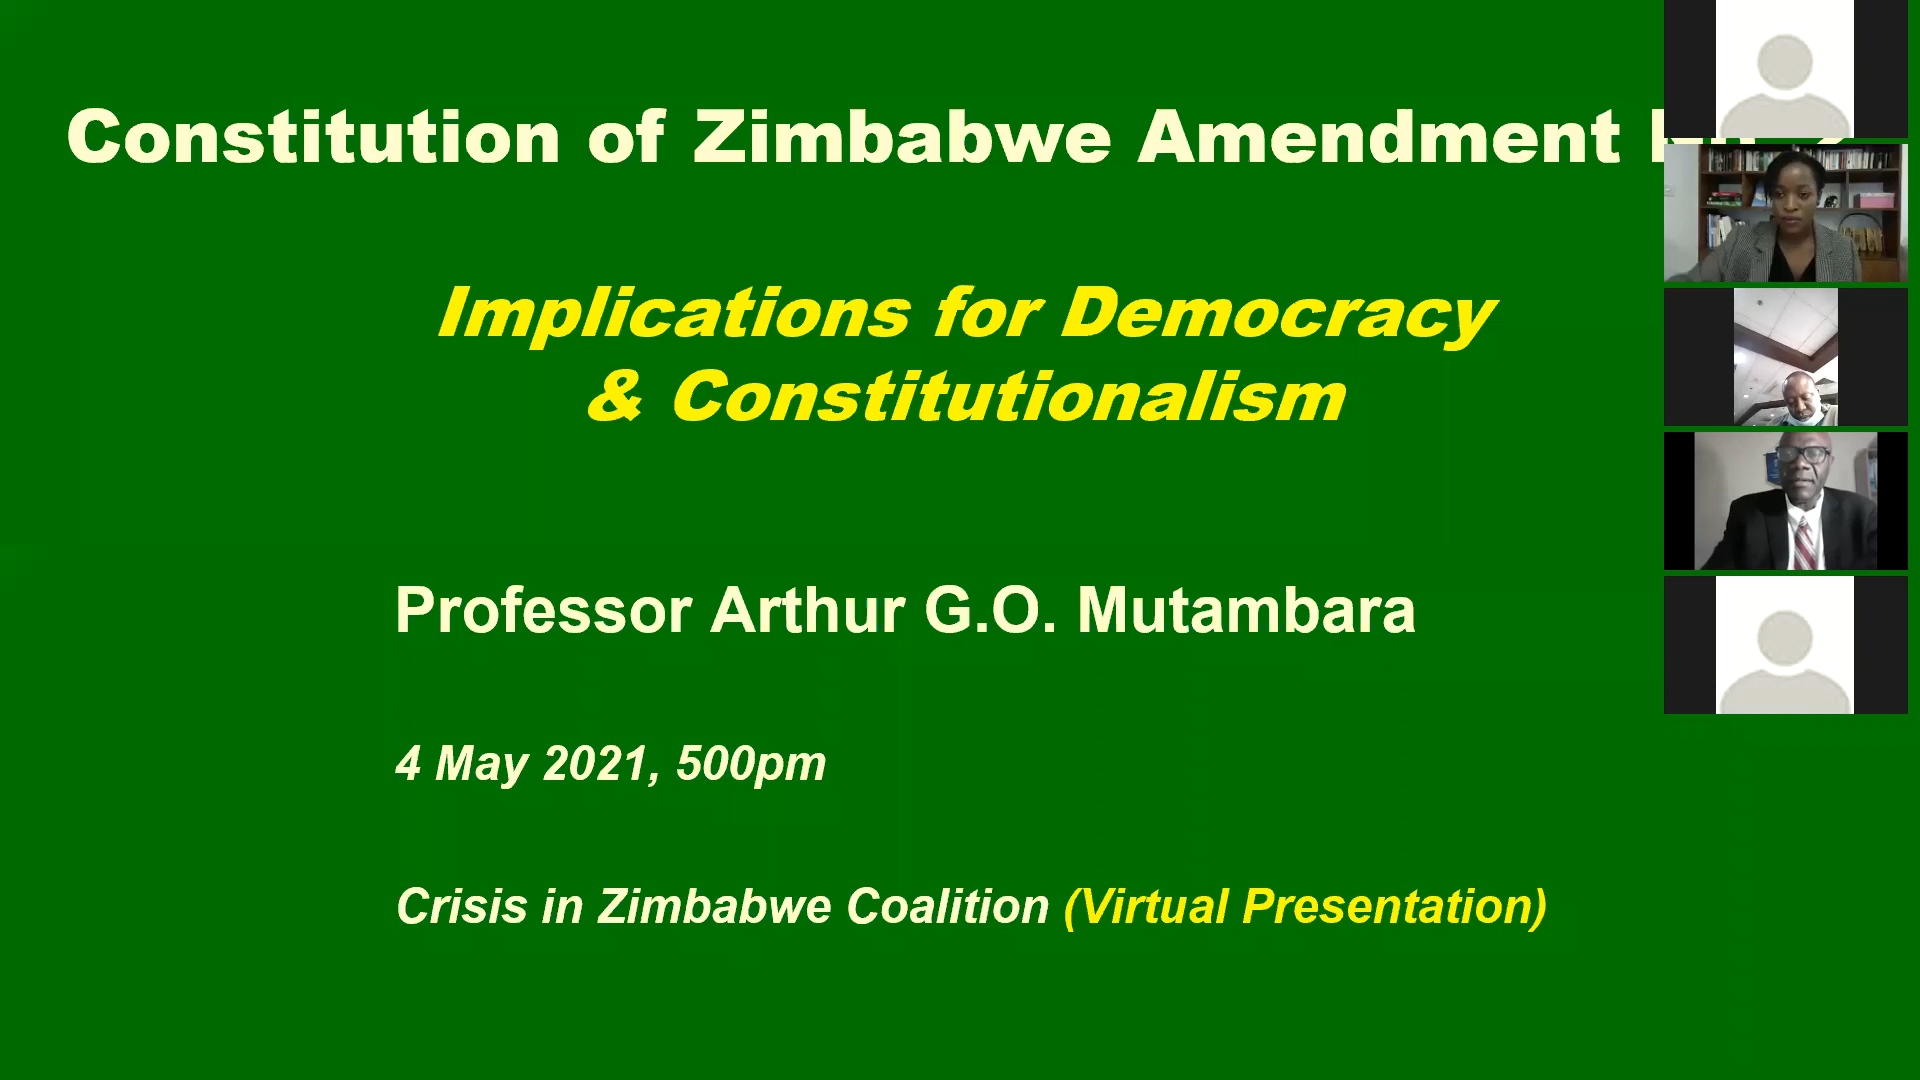 Constitution of Zimbabwe Amendment
Implications for Democracy
& Constitutionalism
Professor Arthur G.O. Mutambara
4 May 2021, 500pm
Crisis in Zimbabwe Coalition (Virtual Presentation)